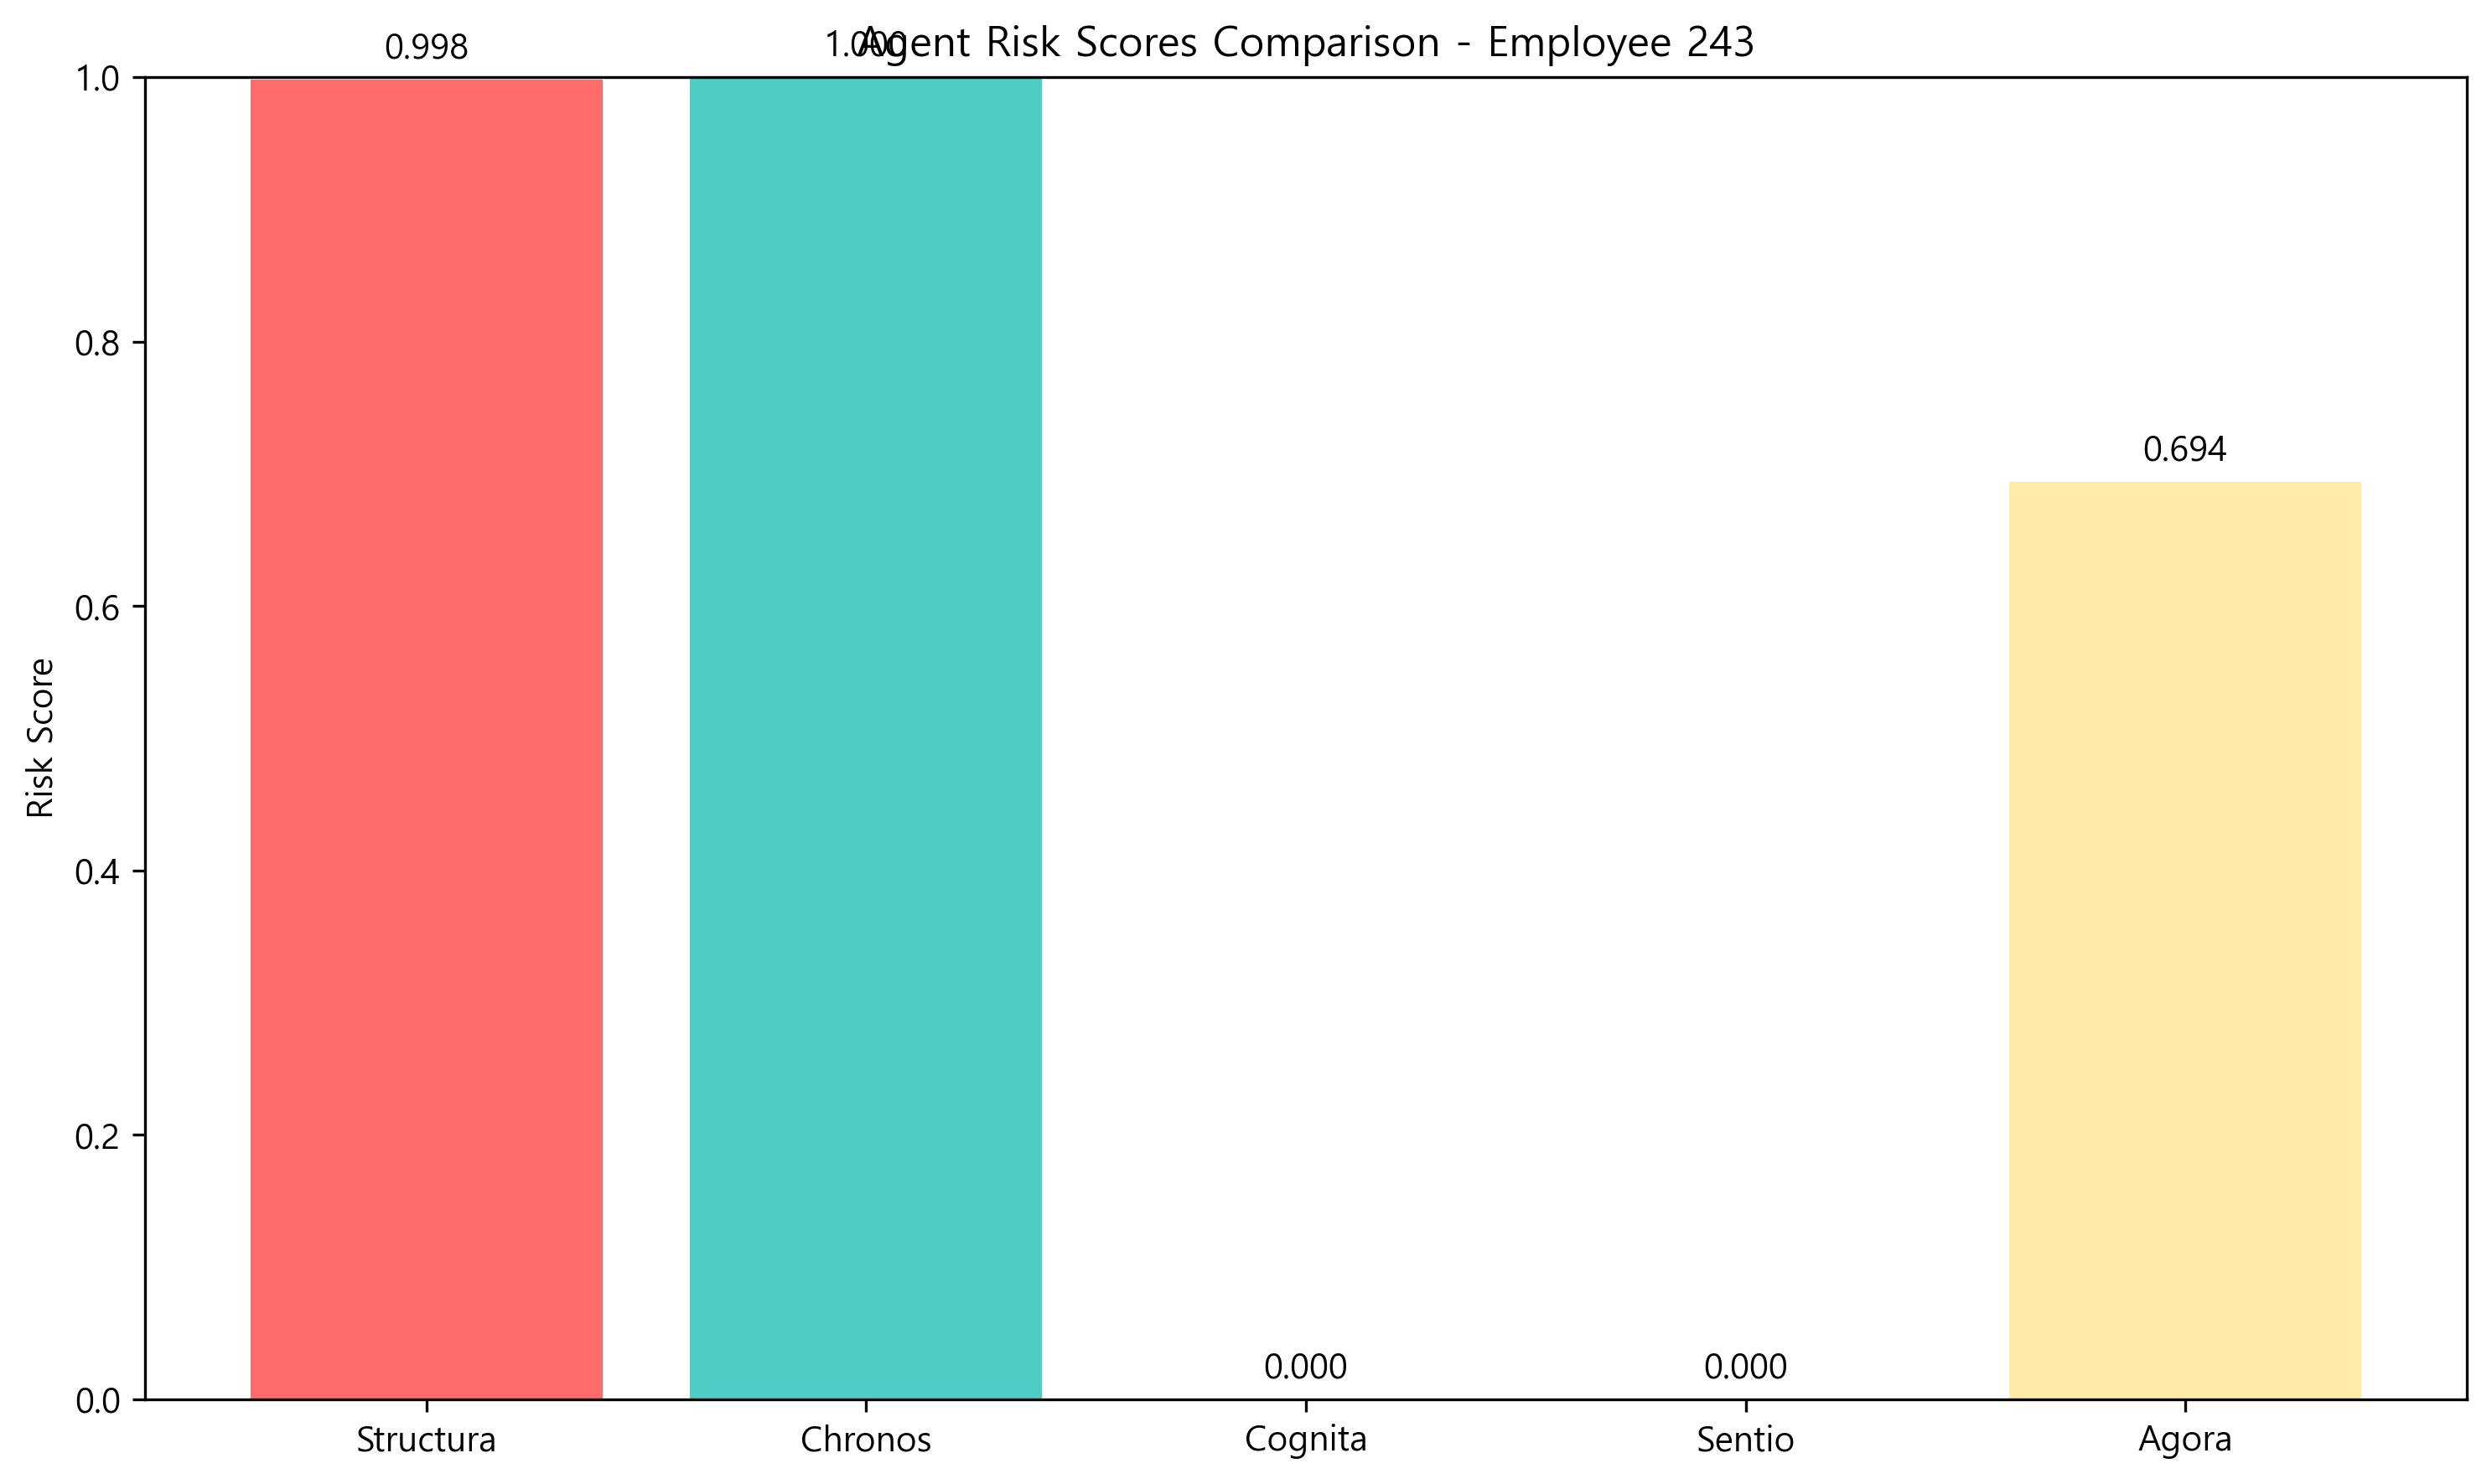 Agent Risk Scores Comparison - Employee 243
0.998
1.000
1.0
0.8
0.694
0.6
Risk Score
0.4
0.2
0.000
0.000
0.0
Structura
Chronos
Cognita
Sentio
Agora